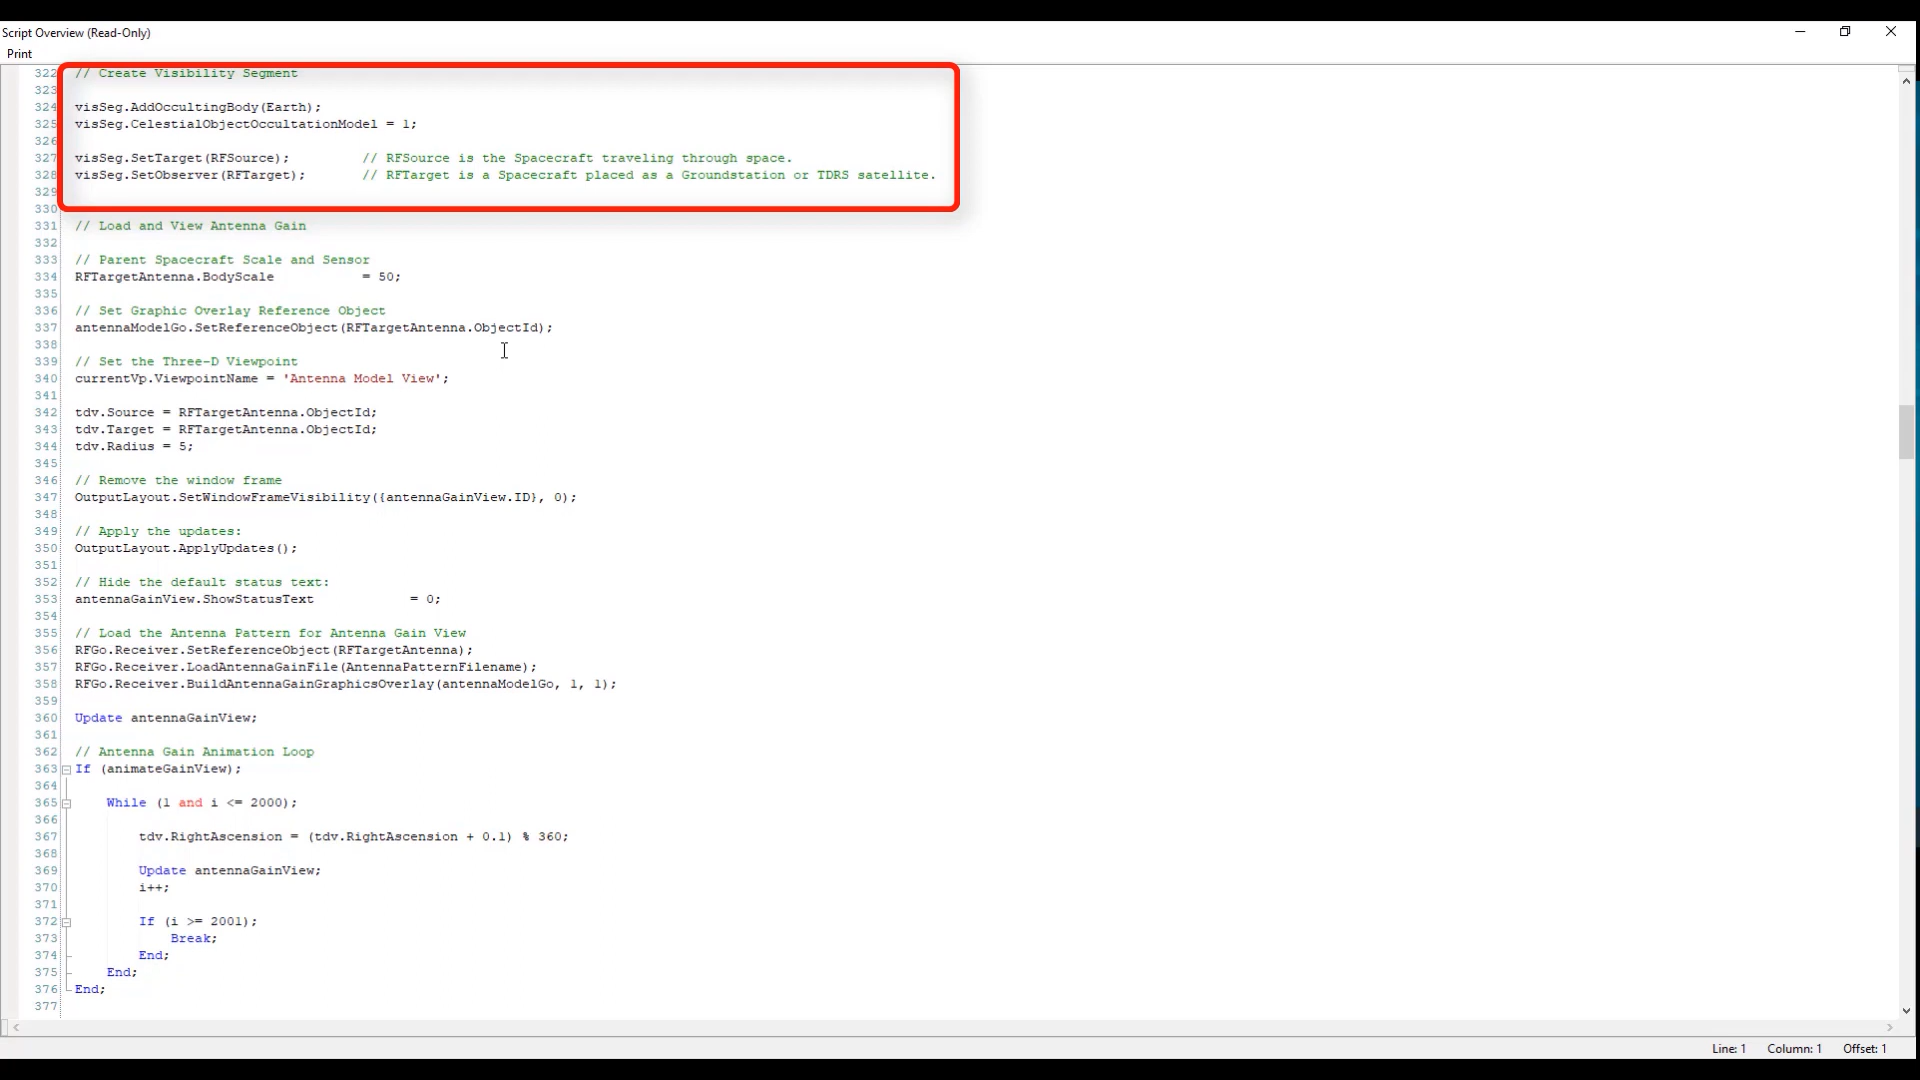 Script Overview (Read-Only)
Print
322 // Create Visibility Segment
323
324 visSeg.AddOccultingBody(Earth);
325 visSeg.CelestialObjectOccultationModel = 1;
326
327 visSeg.SetTarget(RFSource); // RFSource is the Spacecraft traveling through space.
328 visSeg.SetObserver(RFTarget); // RFTarget is a Spacecraft placed as a Groundstation or TDRS satellite.
329
330
331 // Load and View Antenna Gain
332
333 // Parent Spacecraft Scale and Sensor
334 RFTargetAntenna.BodyScale = 50;
335
336 // Set Graphic Overlay Reference Object
337 antennaModelGo.SetReferenceObject(RFTargetAntenna.ObjectId);
338
339 // Set the Three-D Viewpoint
340 currentVp.ViewpointName = 'Antenna Model View';
341
342 tdv.Source = RFTargetAntenna.ObjectId;
343 tdv.Target = RFTargetAntenna.ObjectId;
344 tdv.Radius = 5;
345
346 // Remove the window frame
347 OutputLayout.SetWindowFrameVisibility({antennaGainView.ID}, 0);
348
349 // Apply the updates:
350 OutputLayout.ApplyUpdates();
351
352 // Hide the default status text:
353 antennaGainView.ShowStatusText = 0;
354
355 // Load the Antenna Pattern for Antenna Gain View
356 RFGo.Receiver.SetReferenceObject(RFTargetAntenna);
357 RFGo.Receiver.LoadAntennaGainFile(AntennaPatternFilename);
358 RFGo.Receiver.BuildAntennaGainGraphicsOverlay(antennaModelGo, 1, 1);
359
360 Update antennaGainView;
361
362 // Antenna Gain Animation Loop
363 If (animateGainView);
364
365 While (1 and i <= 2000);
366
367 tdv.RightAscension = (tdv.RightAscension + 0.1) % 360;
368
369 Update antennaGainView;
370 i++;
371
372 If (i >= 2001);
373 Break;
374 End;
375 End;
376 End;
377
Line: 1 Column: 1 Offset: 1